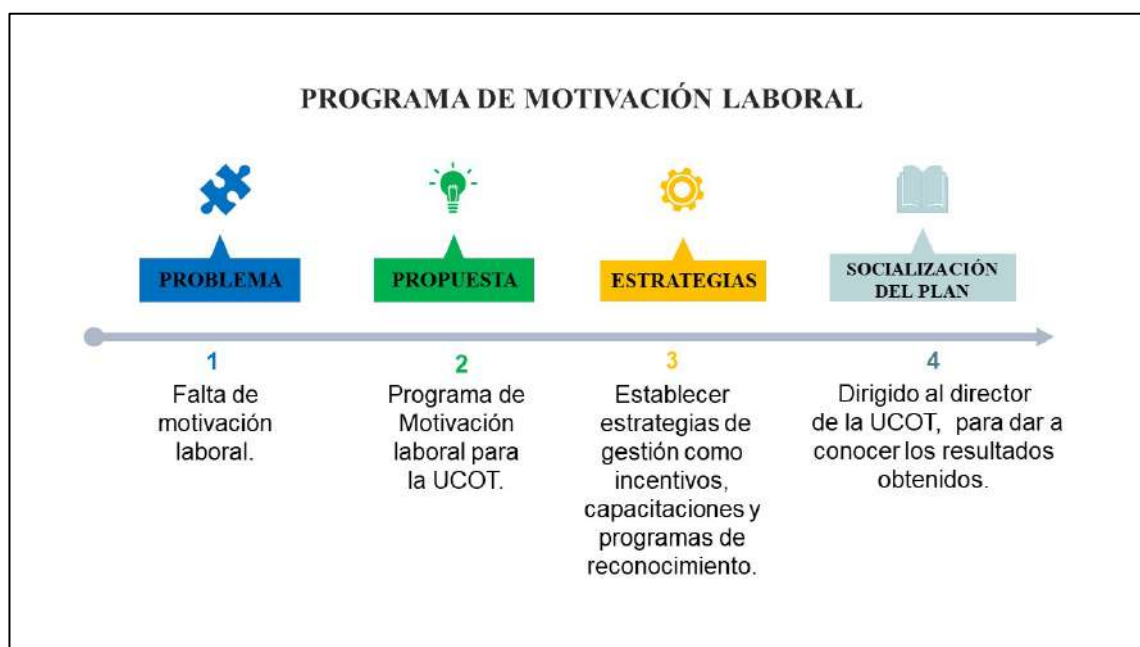 PROGRAMA DE MOTIVACIÓN LABORAL
PROBLEMA
PROPUESTA
ESTRATEGIAS
SOCIALIZACIÓN
DEL PLAN
1
Falta de
motivación
laboral.
2
Programa de
Motivación
laboral para
la UCOT.
3
Establecer
estrategias de
gestión como
incentivos,
capacitaciones y
programas de
reconocimiento.
4
Dirigido al director
de la UCOT, para dar a
conocer los resultados
obtenidos.